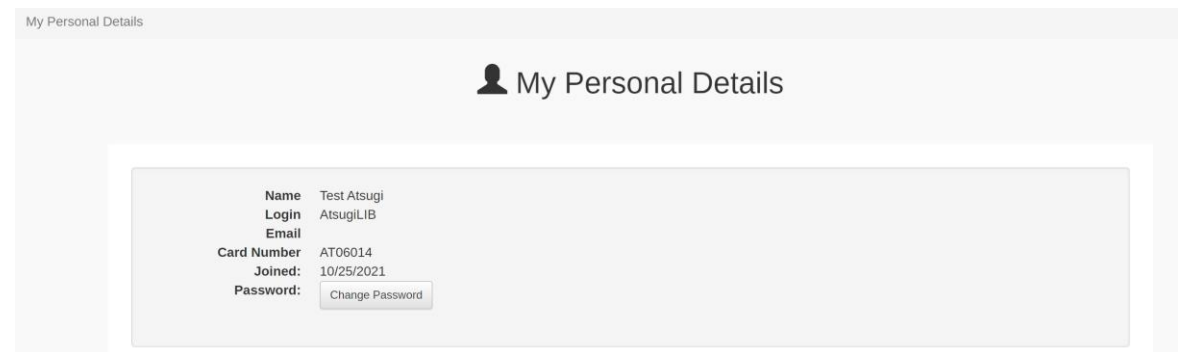 My Personal Details
My Personal Details
Name Test Atsugi
Login AtsugiLIB
Email
Card Number AT06014
Joined: 10/25/2021
Password: Change Password